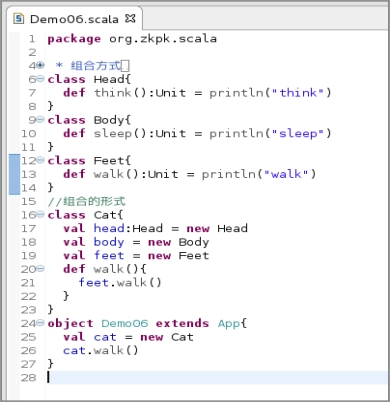 Demo06.scala
1 package org.zkpk.scala
2
4 * 组合方式
6 class Head{
7 def think():Unit = println("think")
8 }
9 class Body{
10 def sleep():Unit = println("sleep")
11 }
12 class Feet{
13 def walk():Unit = println("walk")
14 }
15 //组合的形式
16 class Cat{
17 val head:Head = new Head
18 val body = new Body
19 val feet = new Feet
20 def walk(){
21 feet.walk()
22 }
23 }
24 object Demo06 extends App{
25 val cat = new Cat
26 cat.walk()
27 }
28